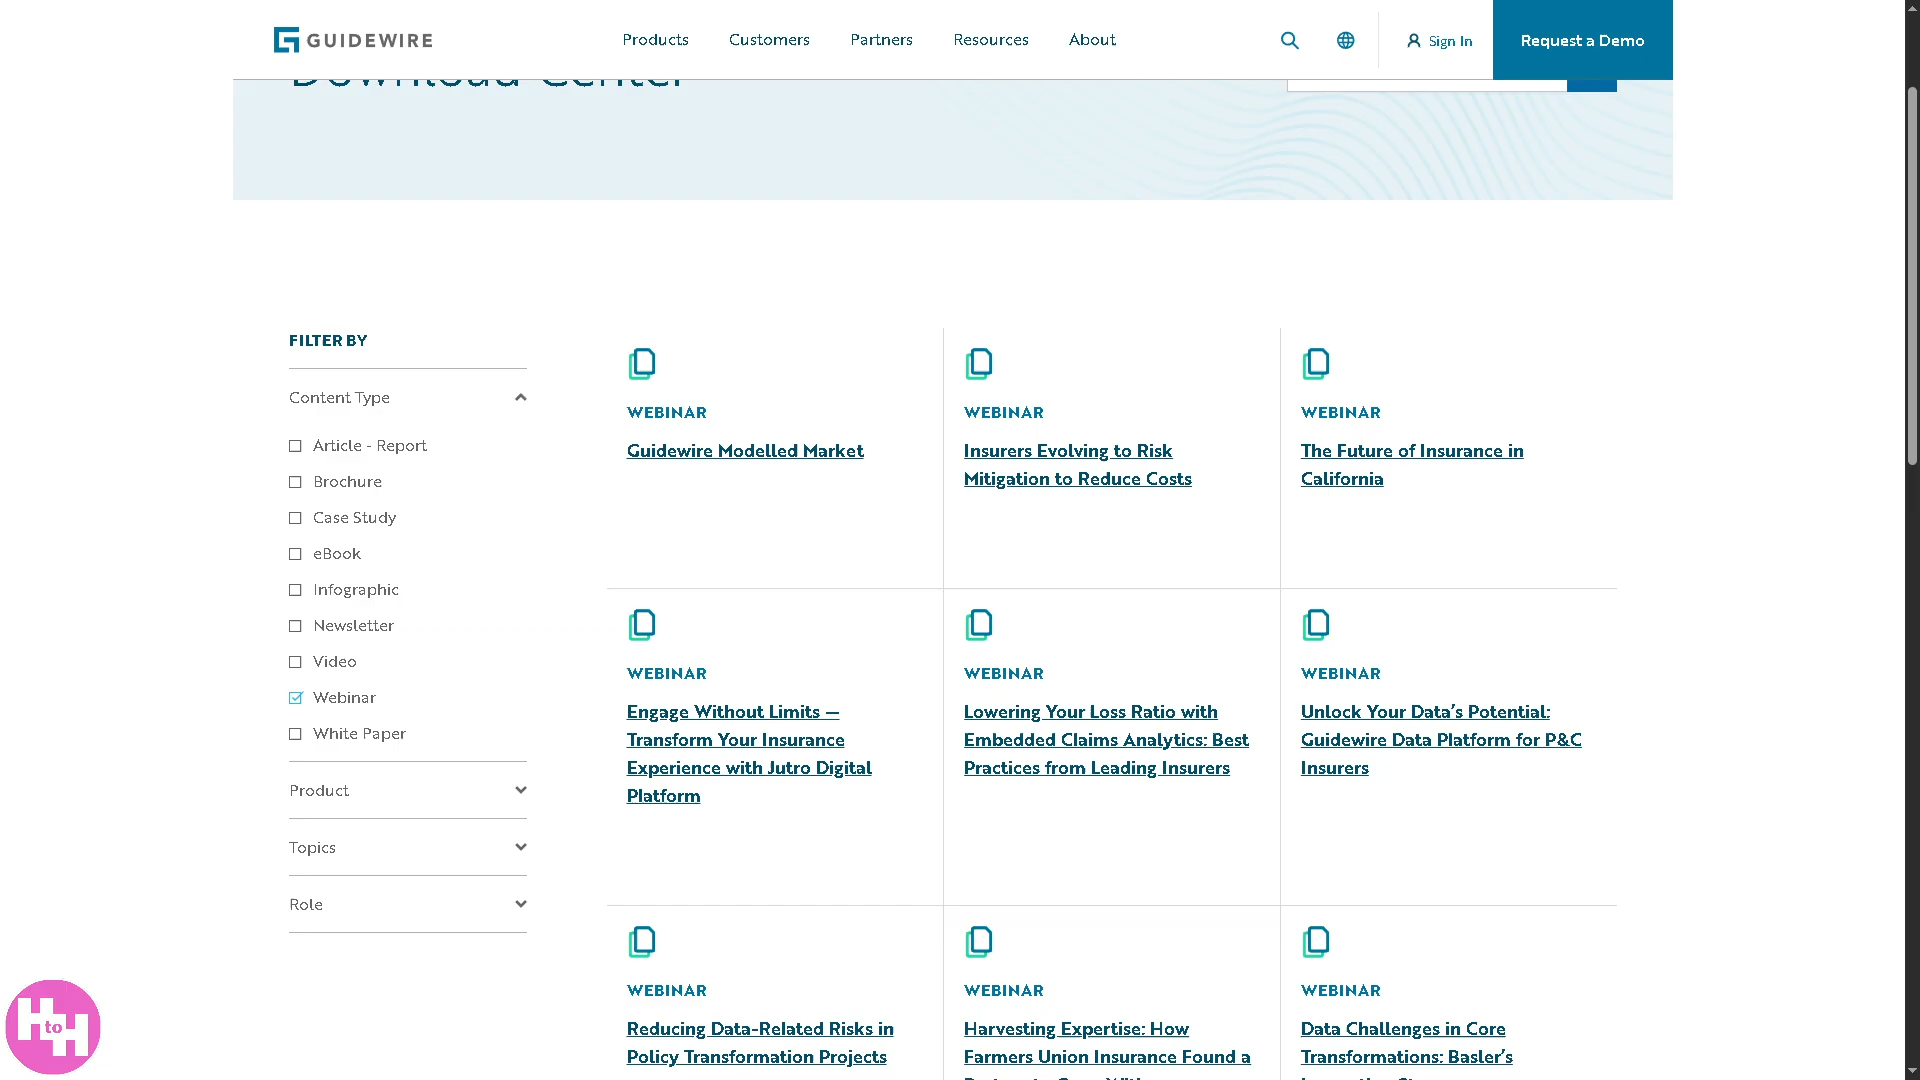 GUIDEWIRE
Products
Customers
Partners
Resources
About
Sign In
Request a Demo
Download Center
FILTER BY
Content Type
Article - Report
Brochure
Case Study
eBook
Infographic
Newsletter
Video
Webinar
White Paper
Product
Topics
Role
WEBINAR
Guidewire Modelled Market
WEBINAR
Insurers Evolving to Risk
Mitigation to Reduce Costs
WEBINAR
The Future of Insurance in
California
WEBINAR
Engage Without Limits —
Transform Your Insurance
Experience with Jutro Digital
Platform
WEBINAR
Lowering Your Loss Ratio with
Embedded Claims Analytics: Best
Practices from Leading Insurers
WEBINAR
Unlock Your Data’s Potential:
Guidewire Data Platform for P&C
Insurers
WEBINAR
Reducing Data-Related Risks in
Policy Transformation Projects
WEBINAR
Harvesting Expertise: How
Farmers Union Insurance Found a
WEBINAR
Data Challenges in Core
Transformations: Basler’s
H to H